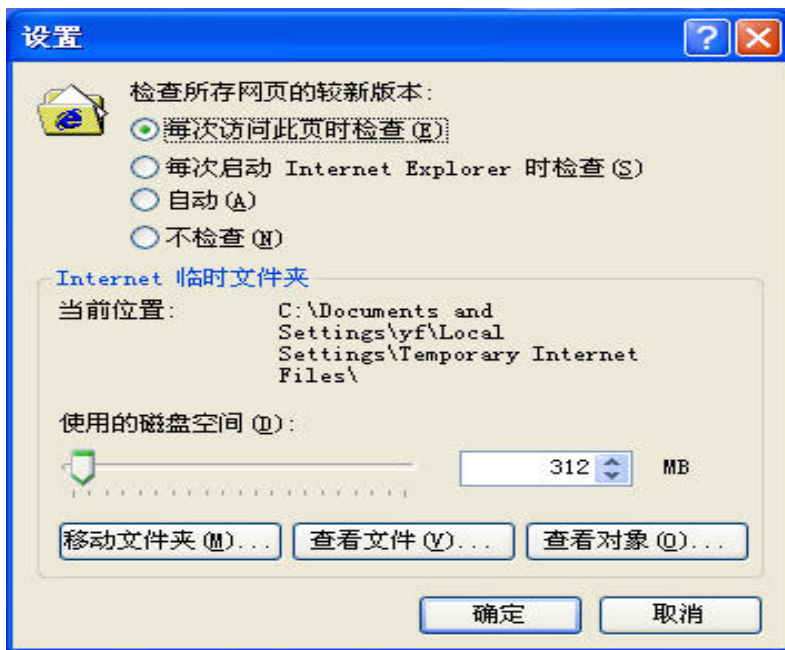 设置
检查所存网页的较新版本:
每次访问此页时检查(E)
每次启动 Internet Explorer 时检查(S)
自动(A)
不检查(N)
Internet 临时文件夹
当前位置: C:\Documents and
Settings\yf\Local
Settings\Temporary Internet
Files\
使用的磁盘空间(D):
312 MB
移动文件夹(M)... 查看文件(V)... 查看对象(O)...
确定 取消